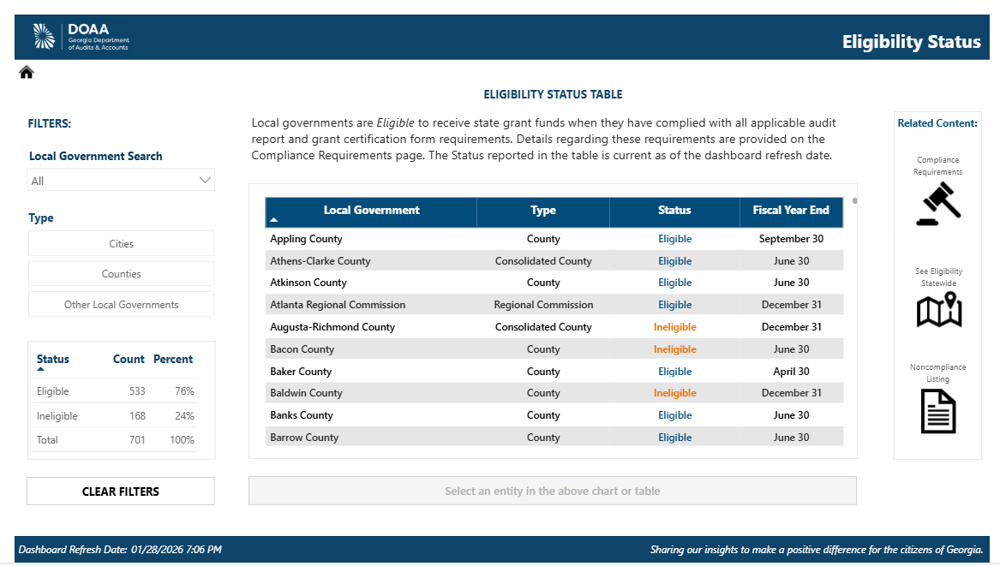 DOAA
Georgia Department
of Audits & Accounts
Eligibility Status
ELIGIBILITY STATUS TABLE
FILTERS:
Local Government Search
All
Type
Cities
Counties
Other Local Governments
Status Count Percent
Eligible 533 76%
Ineligible 168 24%
Total 701 100%
CLEAR FILTERS
Local governments are Eligible to receive state grant funds when they have complied with all applicable audit
report and grant certification form requirements. Details regarding these requirements are provided on the
Compliance Requirements page. The Status reported in the table is current as of the dashboard refresh date.
Local Government Type Status Fiscal Year End
Appling County County Eligible September 30
Athens-Clarke County Consolidated County Eligible June 30
Atkinson County County Eligible June 30
Atlanta Regional Commission Regional Commission Eligible December 31
Augusta-Richmond County Consolidated County Ineligible December 31
Bacon County County Ineligible June 30
Baker County County Eligible April 30
Baldwin County County Ineligible December 31
Banks County County Eligible June 30
Barrow County County Eligible June 30
Select an entity in the above chart or table
Related Content:
Compliance
Requirements
See Eligibility
Statewide
Noncompliance
Listing
Dashboard Refresh Date: 01/28/2026 7:06 PM
Sharing our insights to make a positive difference for the citizens of Georgia.